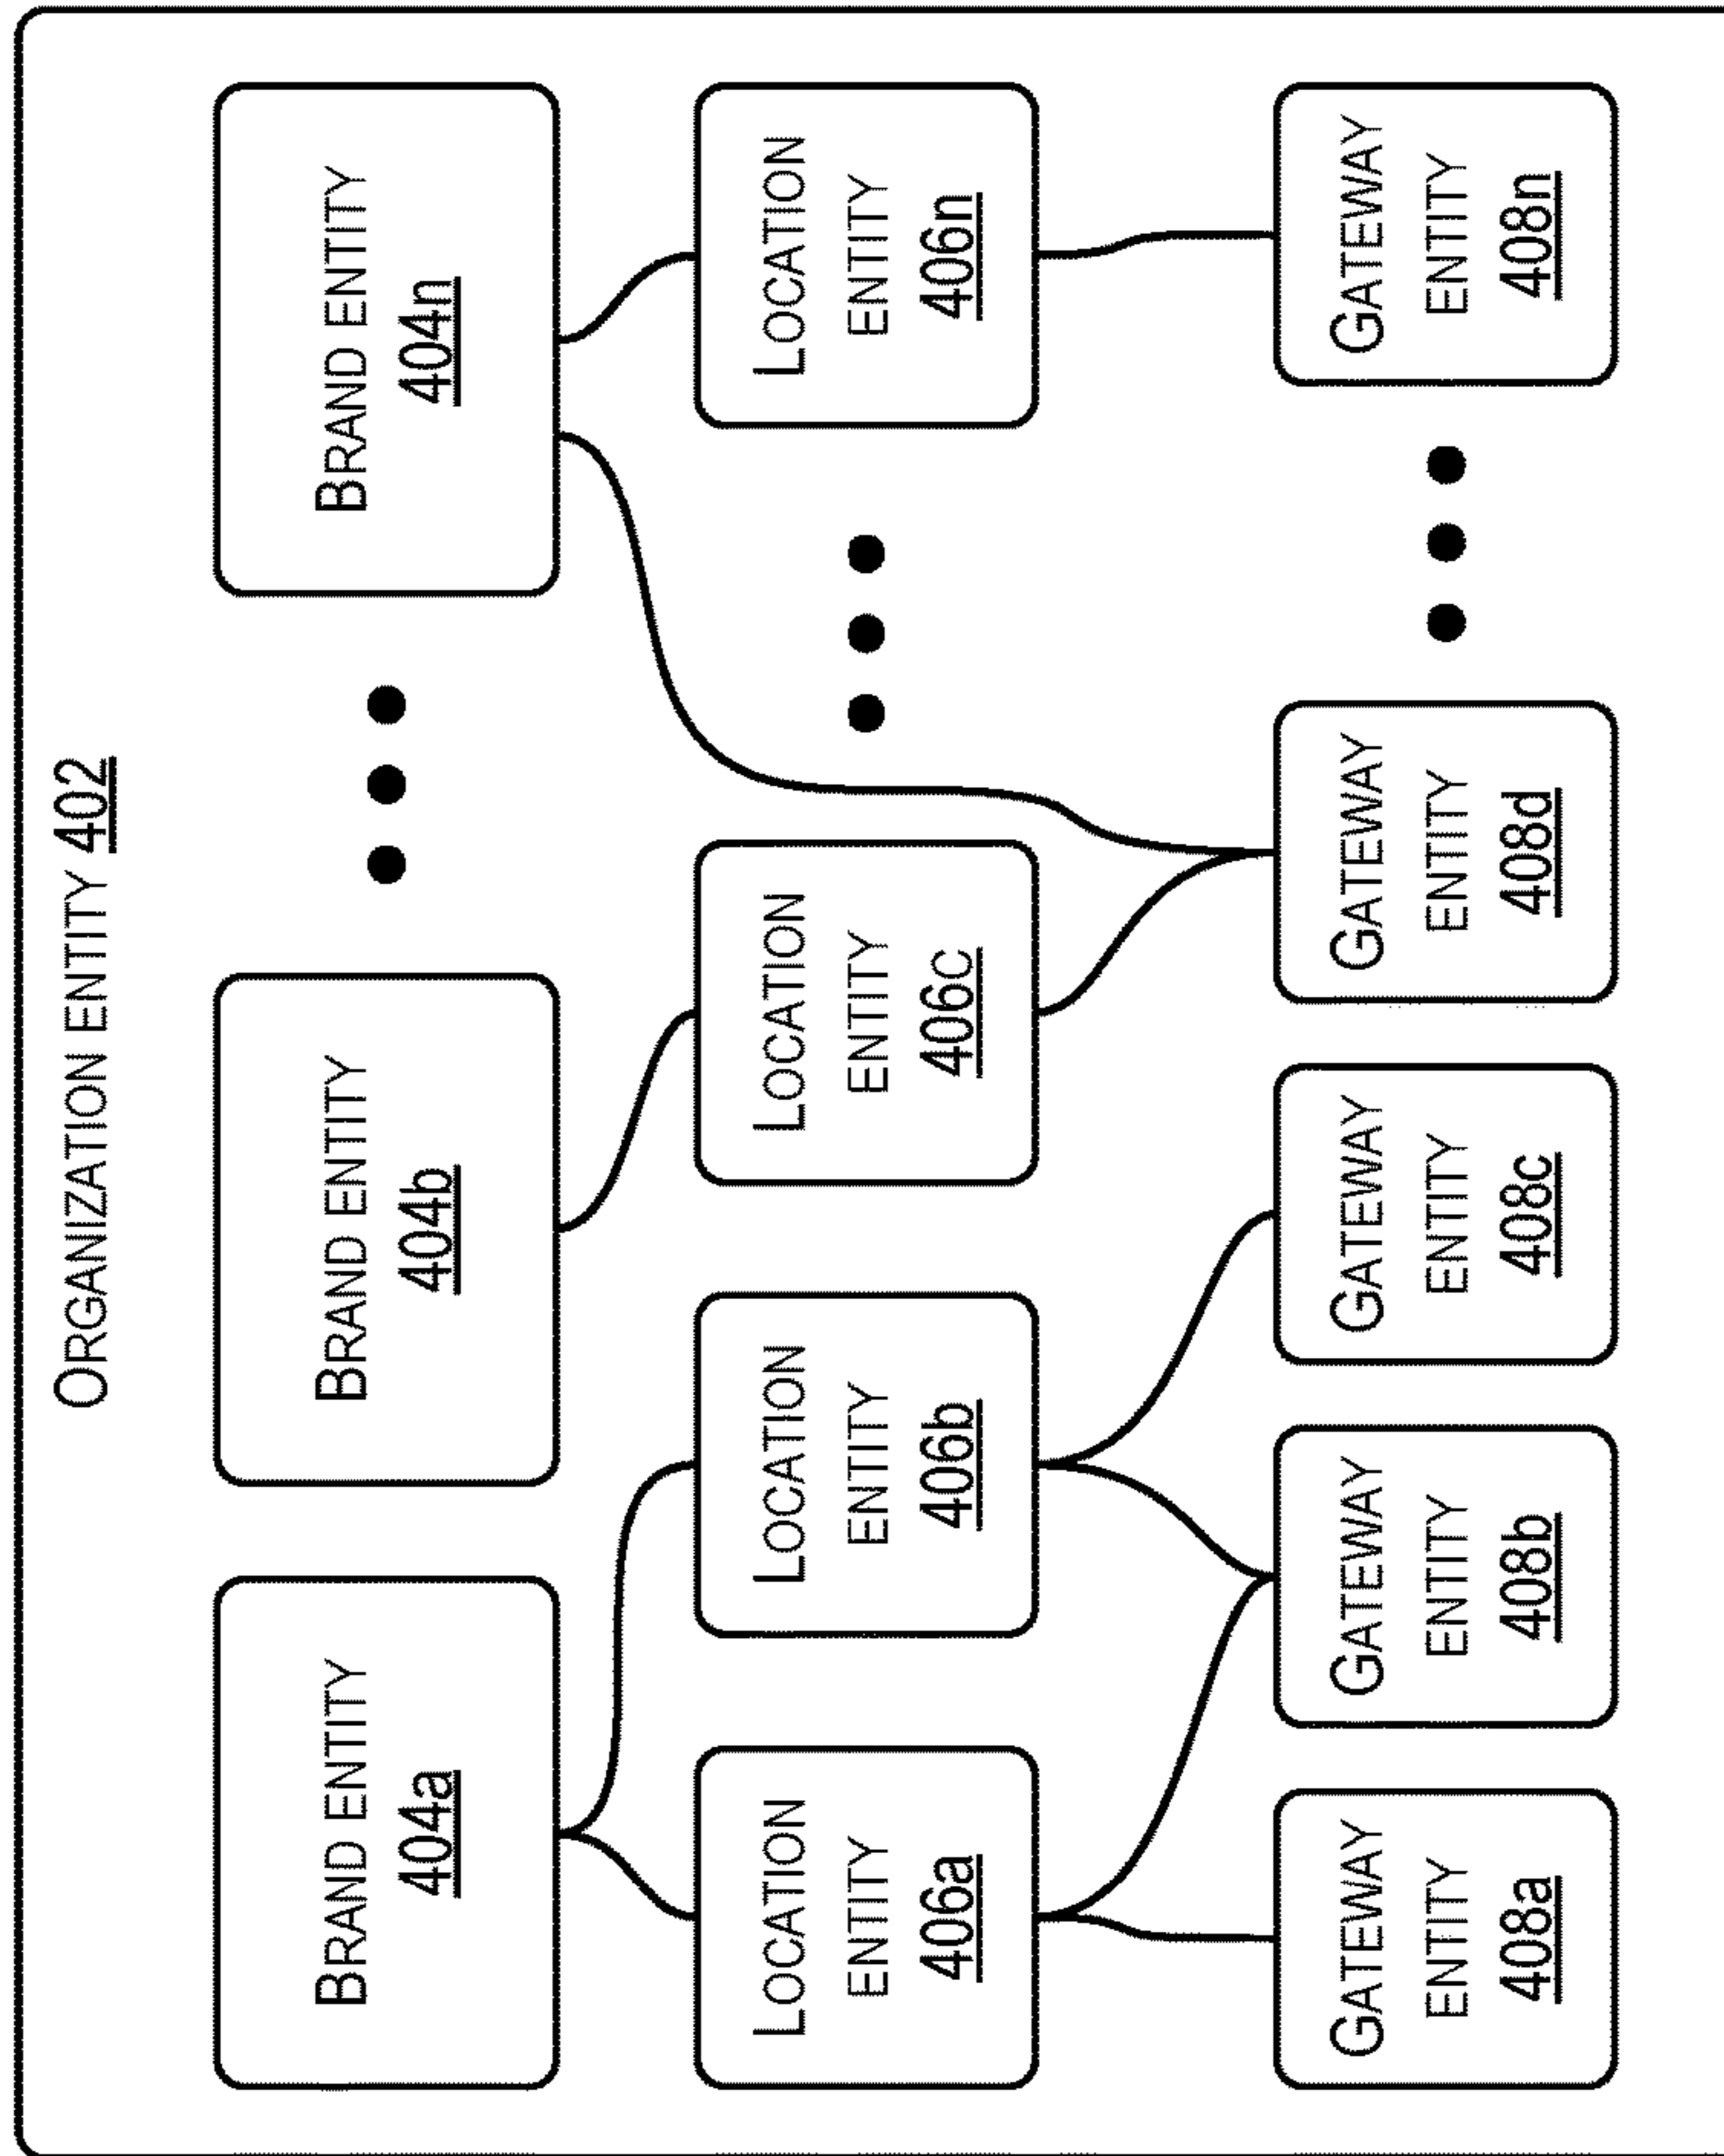 ORGANIZATION ENTITY 402
BRAND ENTITY
404a
BRAND ENTITY
404b
BRAND ENTITY
404n
LOCATION
ENTITY
406a
LOCATION
ENTITY
406b
LOCATION
ENTITY
406c
LOCATION
ENTITY
406n
GATEWAY
ENTITY
408a
GATEWAY
ENTITY
408b
GATEWAY
ENTITY
408c
GATEWAY
ENTITY
408d
GATEWAY
ENTITY
408n